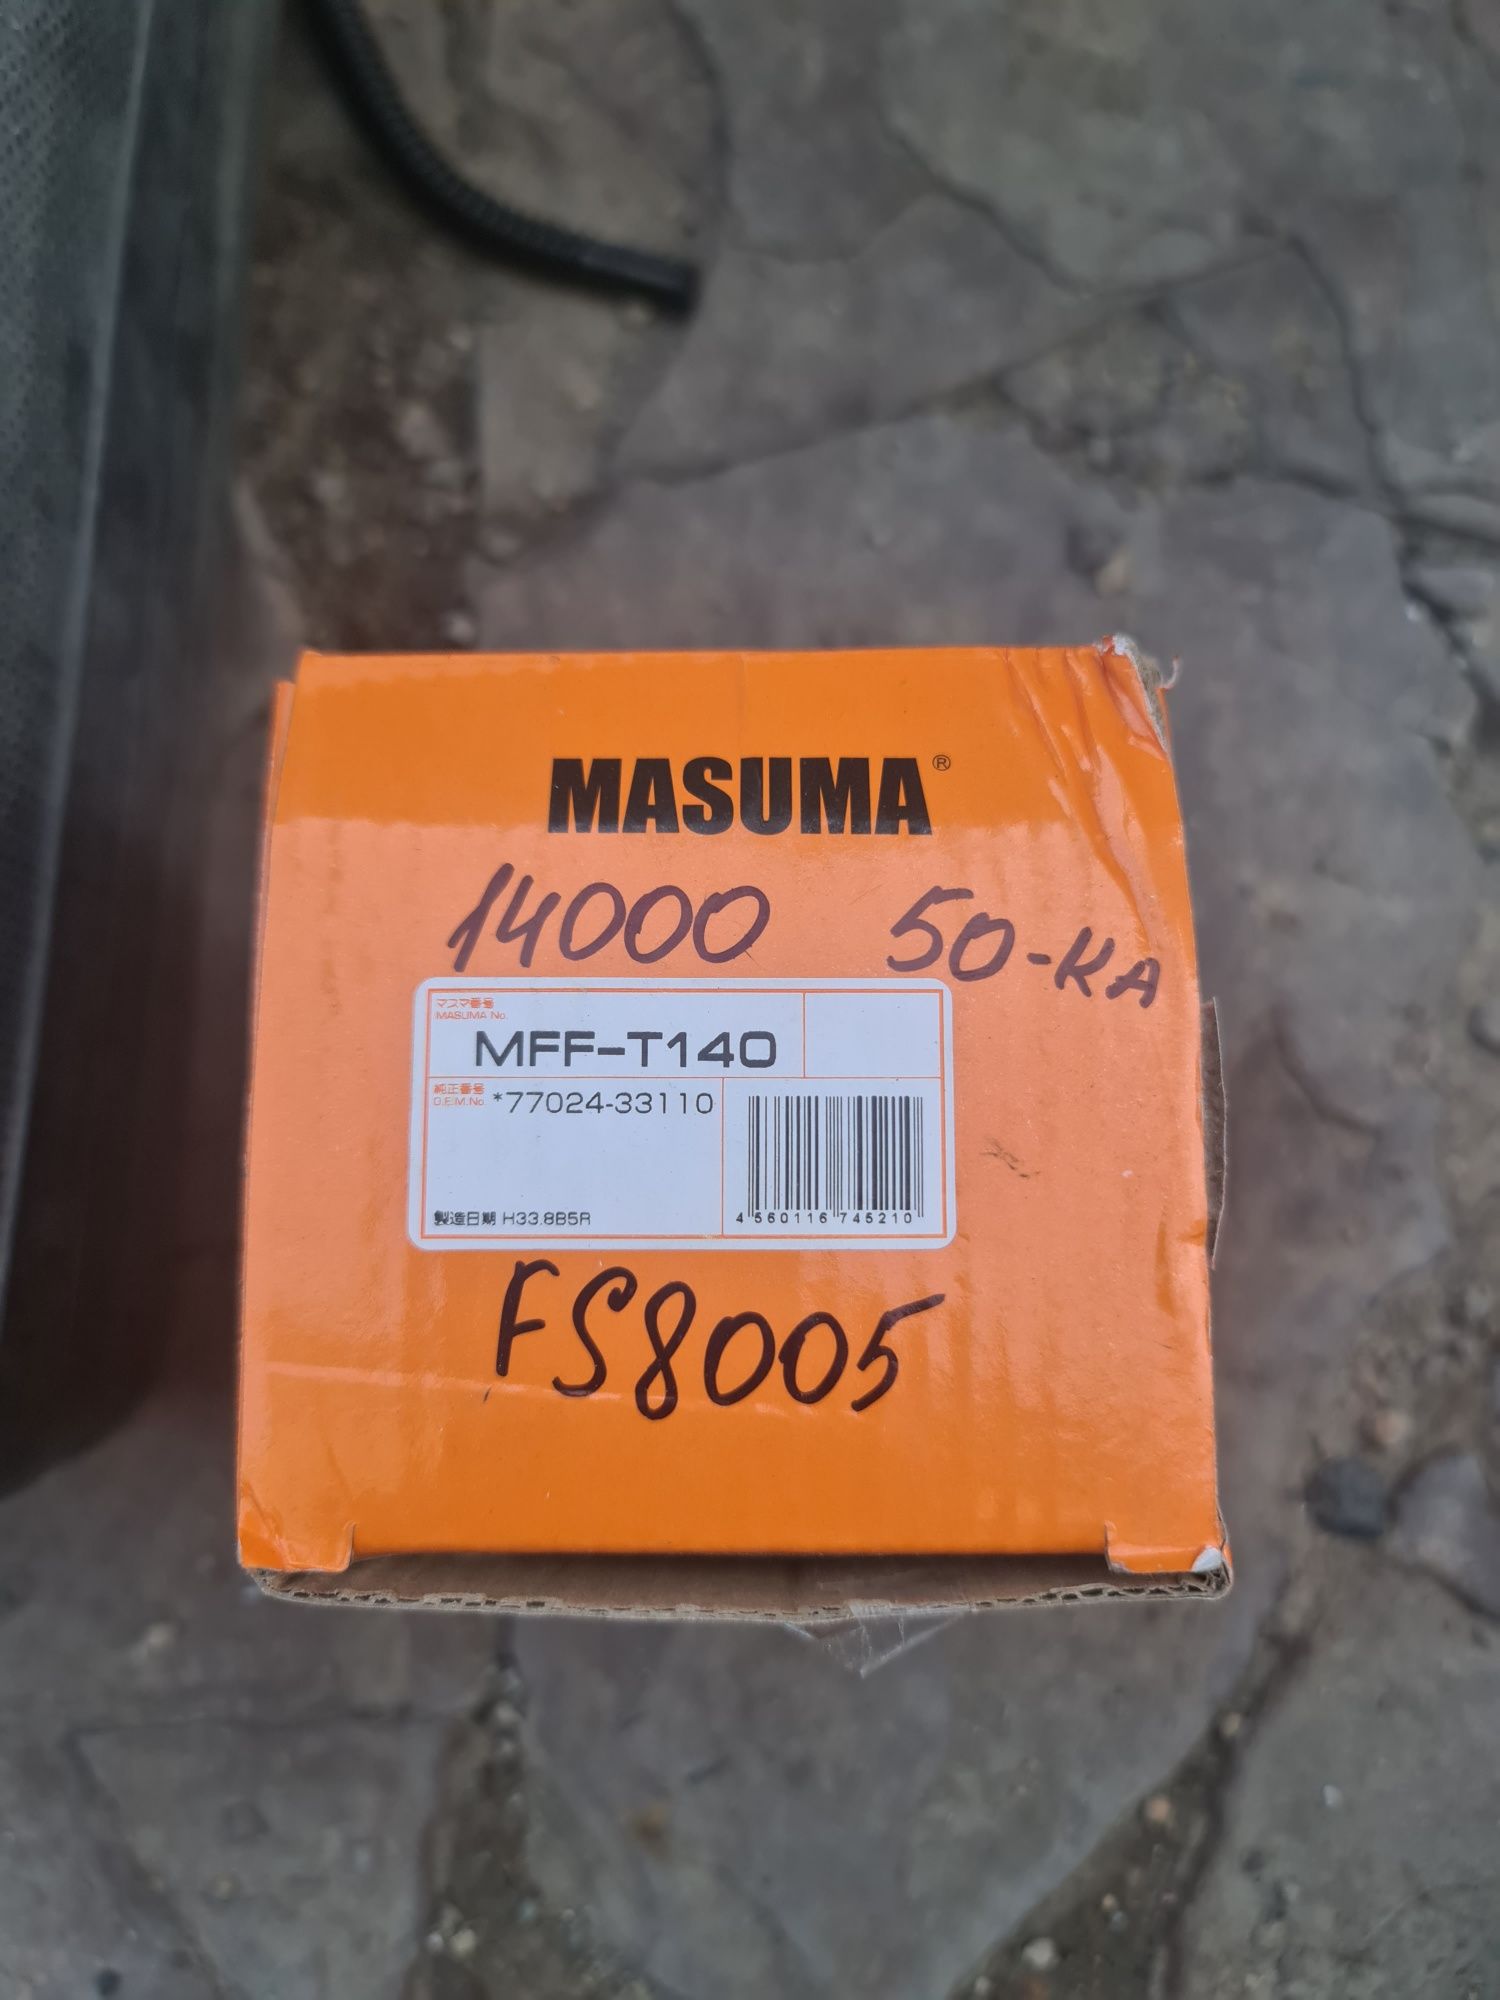 MASUMA®
14000 50-КА
マスマ番号
MASUMA No.
MFF-T140
純正番号
O.E.M.No. *77024-33110
製造日期 H33.8B5R
4 560116 745210
FS8005